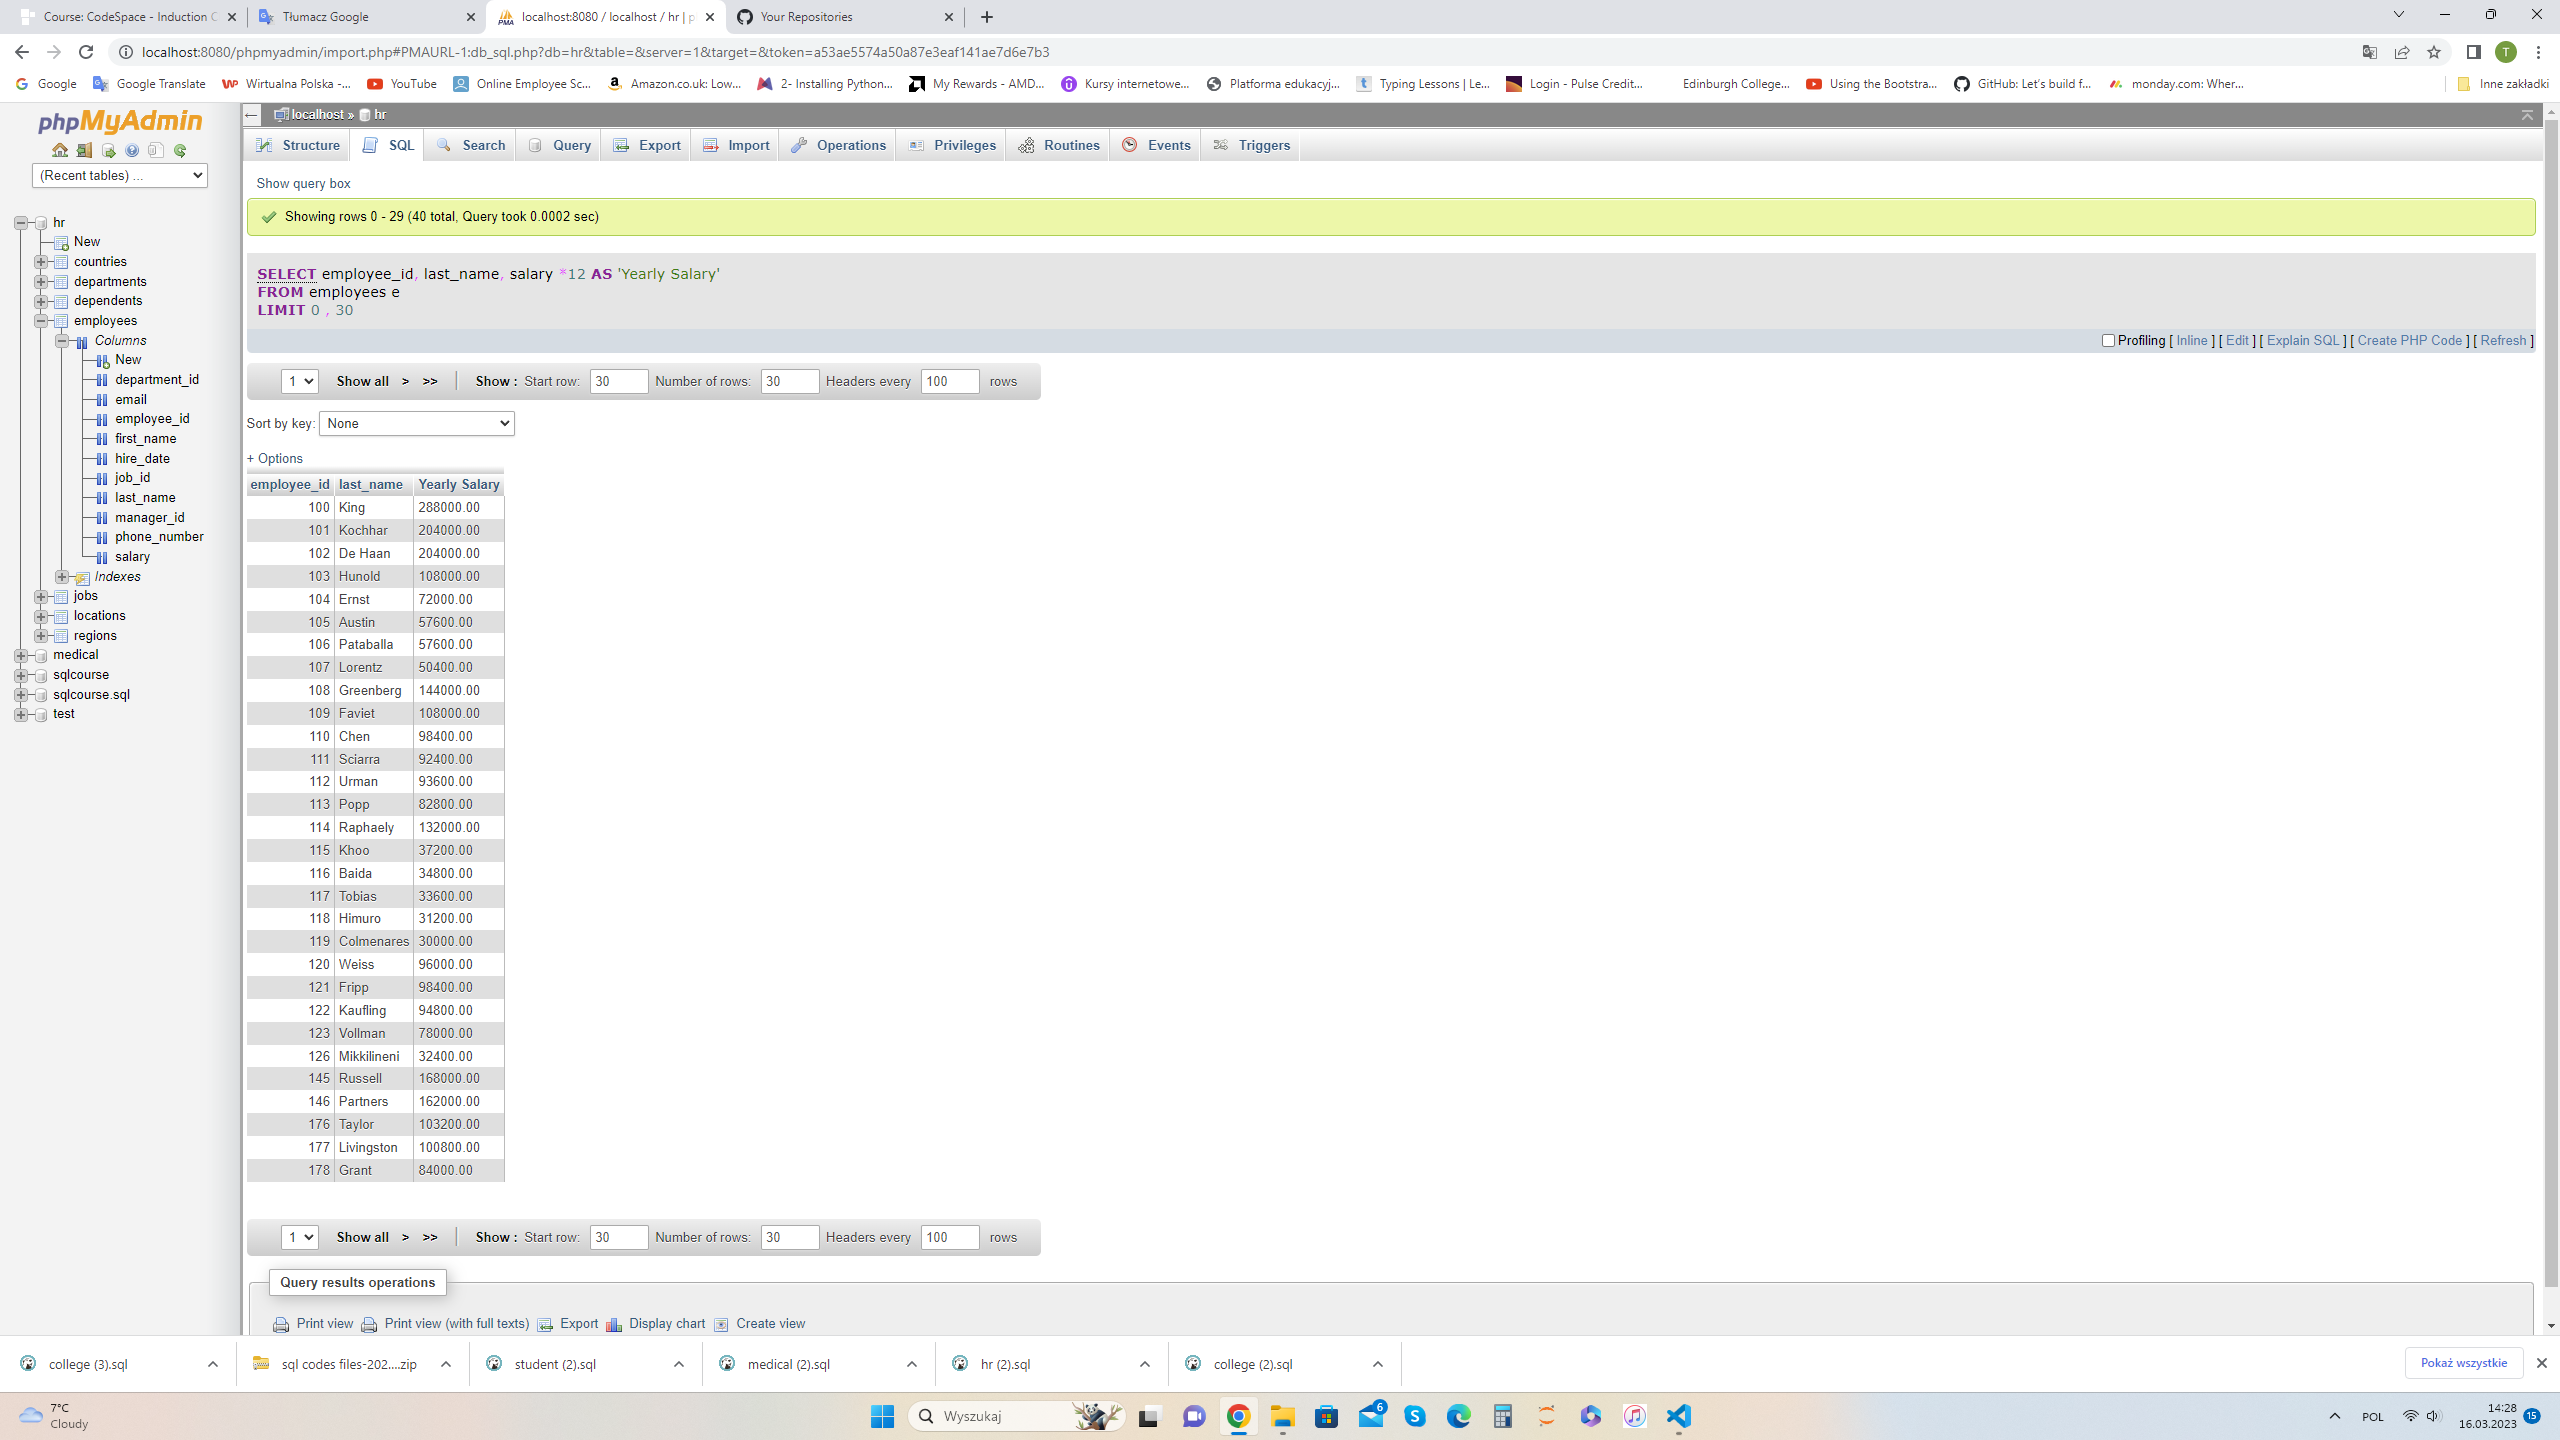 Course: CodeSpace - Induction C
Tłumacz Google
localhost:8080 / localhost / hr | p
Your Repositories
localhost:8080/phpmyadmin/import.php#PMAURL-1:db_sql.php?db=hr&table=&server=1&target=&token=a53ae5574a50a87e3eaf141ae7d6e7b3
T
Google
Google Translate
Wirtualna Polska -...
YouTube
Online Employee Sc...
Amazon.co.uk: Low...
2- Installing Python...
My Rewards - AMD...
Kursy internetowe...
Platforma edukacyj...
Typing Lessons | Le...
Login - Pulse Credit...
Edinburgh College...
Using the Bootstra...
GitHub: Let's build f...
monday.com: Wher...
Inne zakładki
phpMyAdmin
(Recent tables) ...
hr
New
countries
departments
dependents
employees
Columns
New
department_id
email
employee_id
first_name
hire_date
job_id
last_name
manager_id
phone_number
salary
Indexes
jobs
locations
regions
medical
sqlcourse
sqlcourse.sql
test
localhost » hr
Structure SQL Search Query Export Import Operations Privileges Routines Events Triggers
Show query box
Showing rows 0 - 29 (40 total, Query took 0.0002 sec)
SELECT employee_id, last_name, salary *12 AS 'Yearly Salary'
FROM employees e
LIMIT 0 , 30
Profiling [ Inline ] [ Edit ] [ Explain SQL ] [ Create PHP Code ] [ Refresh ]
1 Show all > >> Show : Start row: 30 Number of rows: 30 Headers every 100 rows
Sort by key: None
+ Options
employee_id last_name Yearly Salary
100 King 288000.00
101 Kochhar 204000.00
102 De Haan 204000.00
103 Hunold 108000.00
104 Ernst 72000.00
105 Austin 57600.00
106 Pataballa 57600.00
107 Lorentz 50400.00
108 Greenberg 144000.00
109 Faviet 108000.00
110 Chen 98400.00
111 Sciarra 92400.00
112 Urman 93600.00
113 Popp 82800.00
114 Raphaely 132000.00
115 Khoo 37200.00
116 Baida 34800.00
117 Tobias 33600.00
118 Himuro 31200.00
119 Colmenares 30000.00
120 Weiss 96000.00
121 Fripp 98400.00
122 Kaufling 94800.00
123 Vollman 78000.00
126 Mikkilineni 32400.00
145 Russell 168000.00
146 Partners 162000.00
176 Taylor 103200.00
177 Livingston 100800.00
178 Grant 84000.00
1 Show all > >> Show : Start row: 30 Number of rows: 30 Headers every 100 rows
Query results operations
Print view Print view (with full texts) Export Display chart Create view
college (3).sql
sql codes files-202....zip
student (2).sql
medical (2).sql
hr (2).sql
college (2).sql
Pokaż wszystkie
7°C
Cloudy
Wyszukaj
6
POL
14:28
16.03.2023
15